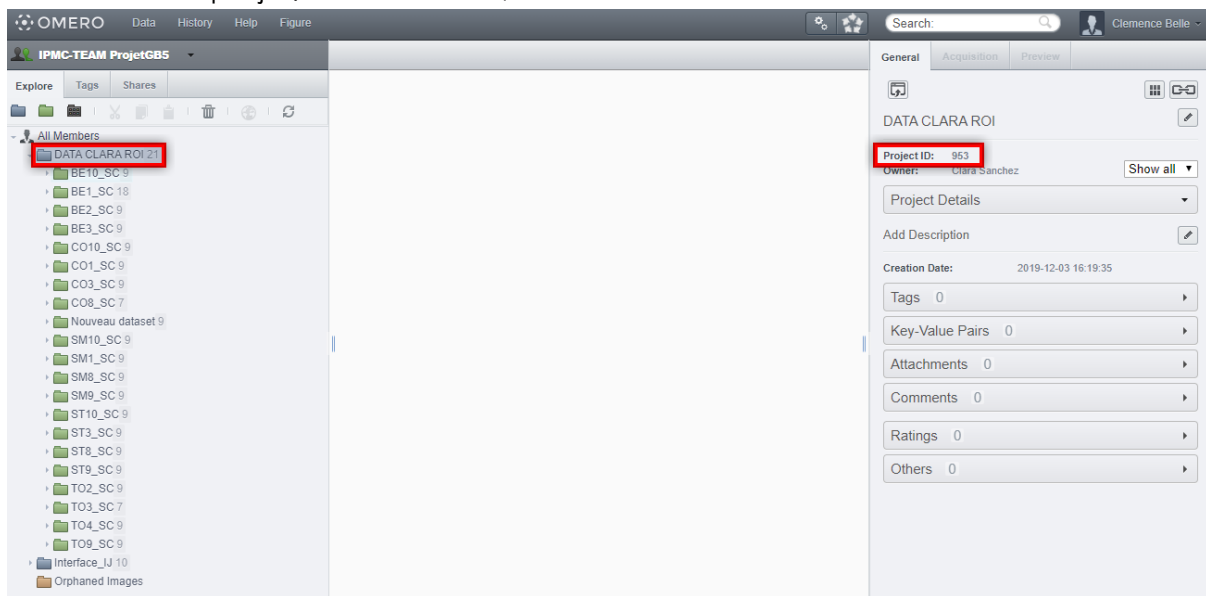 OMERO Data History Help Figure Search: Clemence Belle
IPMC-TEAM ProjetGB5
General Acquisition Preview
Explore Tags Shares
DATA CLARA ROI
All Members
DATA CLARA ROI 21
Project ID: 953
Owner: Clara Sanchez Show all
BE10_SC 9
BE1_SC 18
Project Details
BE2_SC 9
BE3_SC 9
Add Description
CO10_SC 9
CO1_SC 9
Creation Date: 2019-12-03 16:19:35
CO3_SC 9
CO8_SC 7
Tags 0
Nouveau dataset 9
SM10_SC 9
Key-Value Pairs 0
SM1_SC 9
Attachments 0
SM8_SC 9
SM9_SC 9
Comments 0
ST10_SC 9
ST3_SC 9
Ratings 0
ST8_SC 9
ST9_SC 9
Others 0
TO2_SC 9
TO3_SC 7
TO4_SC 9
TO9_SC 9
Interface_IJ 10
Orphaned Images